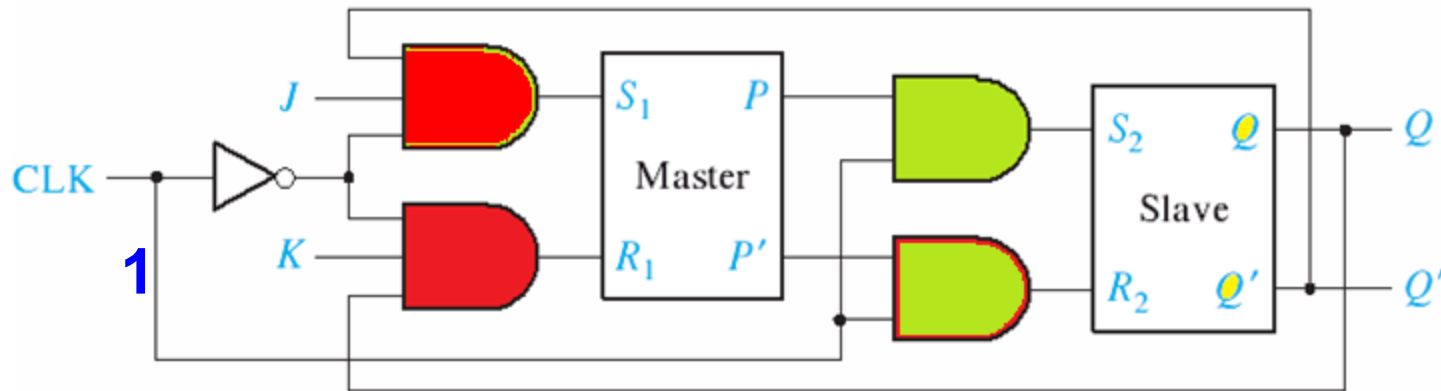 J
S₁ P
S₂ Q Q
CLK
Master
Slave
1
K
R₁ P′
R₂ Q′ Q′